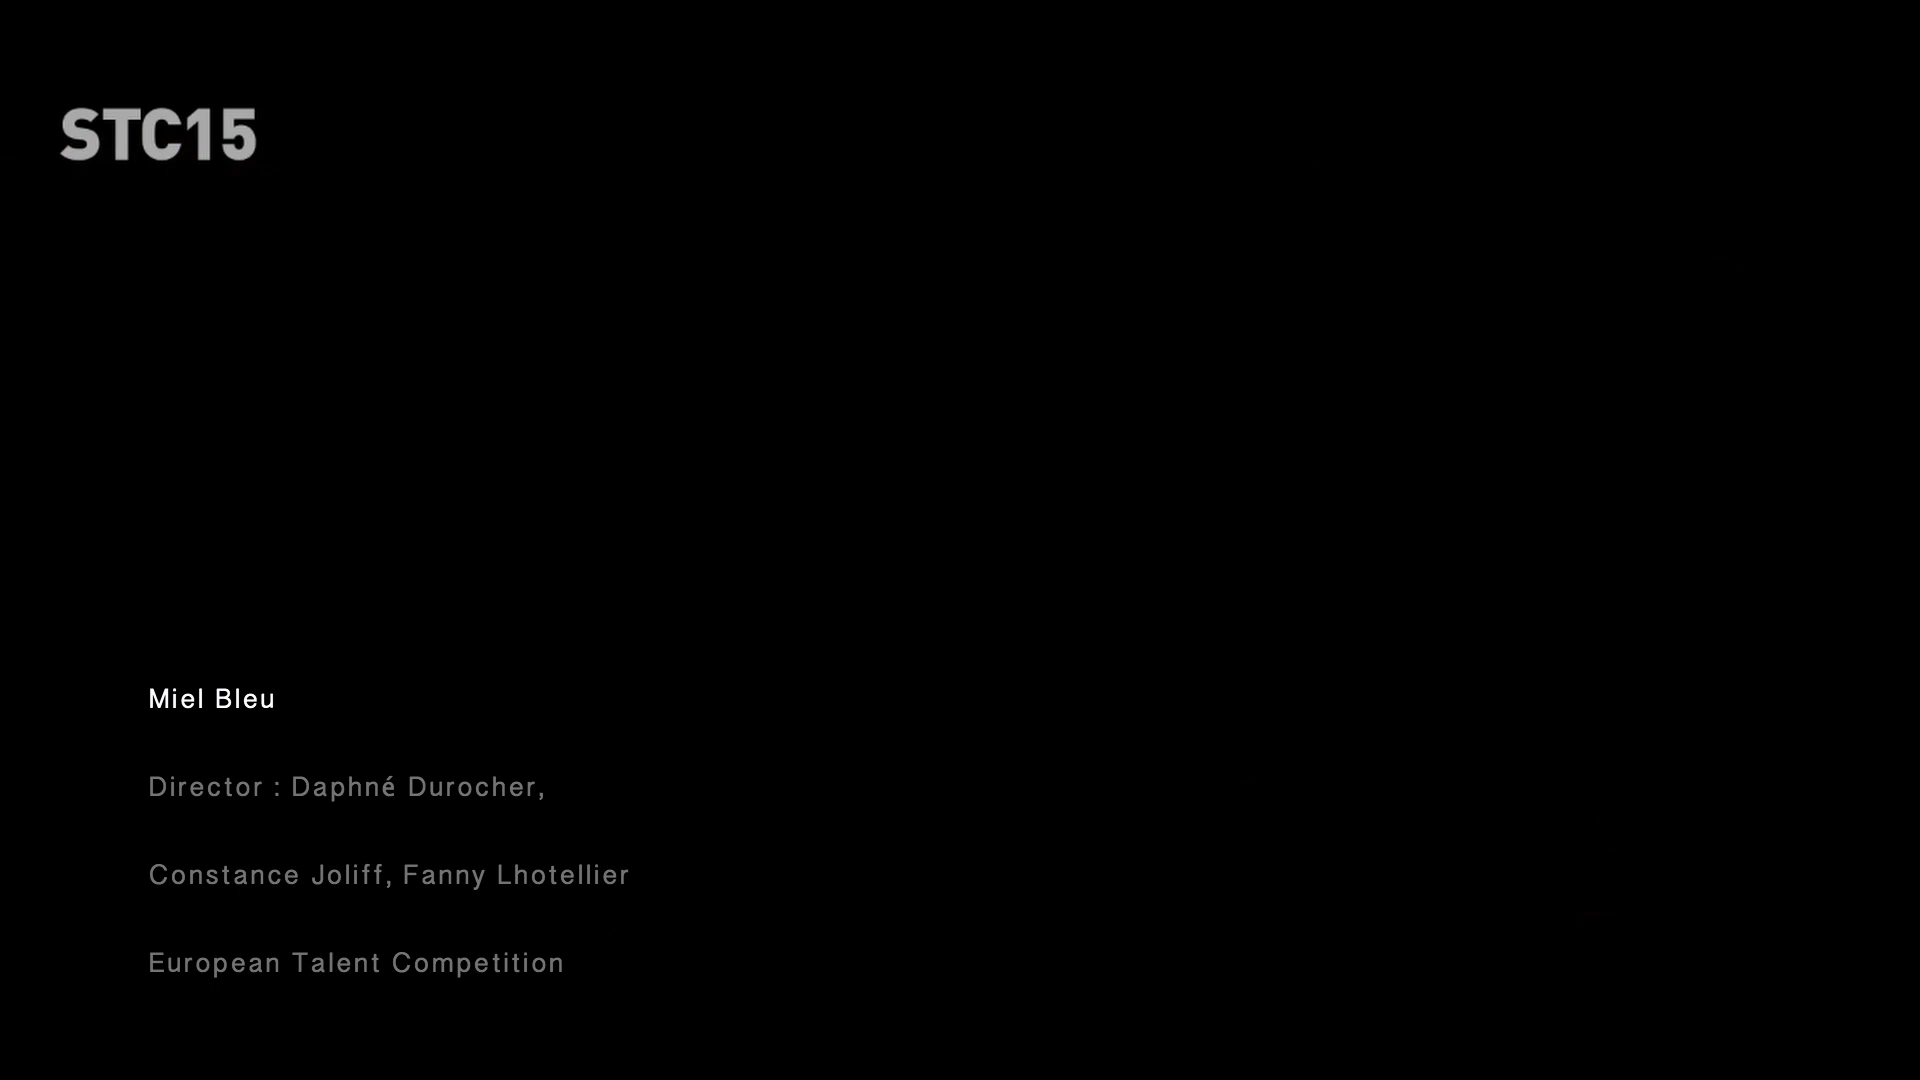 STC15
Miel Bleu
Director : Daphné Durocher,
Constance Joliff, Fanny Lhotellier
European Talent Competition